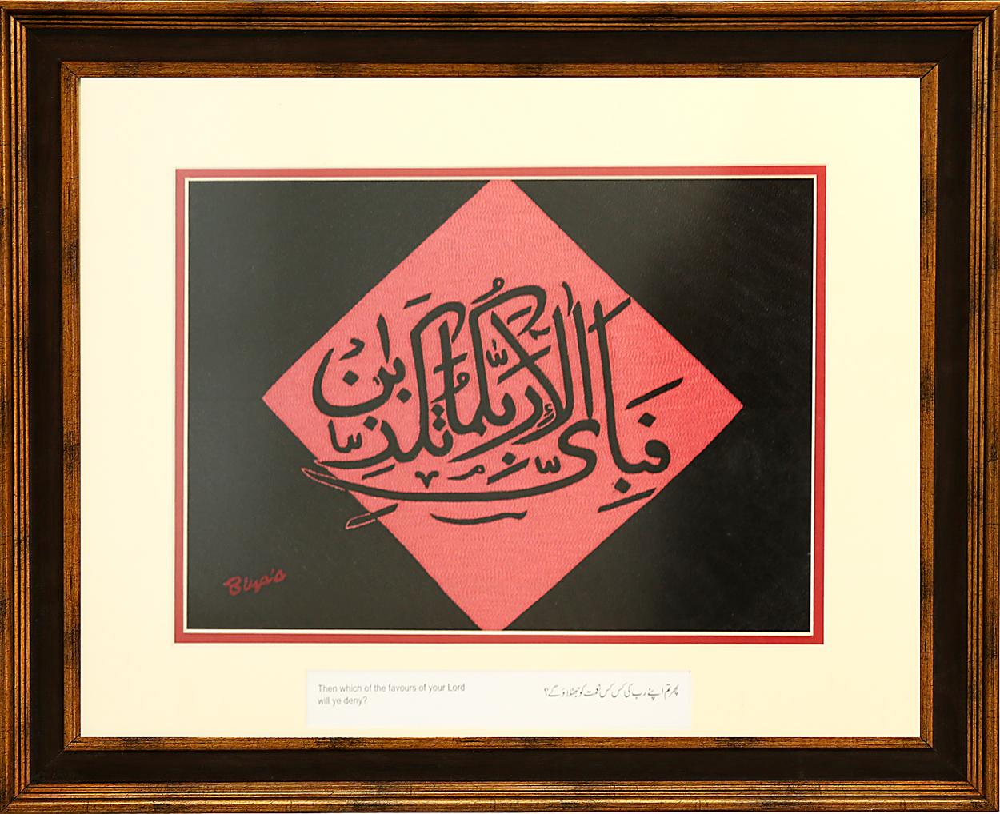 فَبِأَيِّ آلَاءِ رَبِّكُمَا تُكَذِّبَانِ
Then which of the favours of your Lord
will ye deny?
پھر تم اپنے رب کی کس کس نعمت کو جھٹلاؤ گے؟